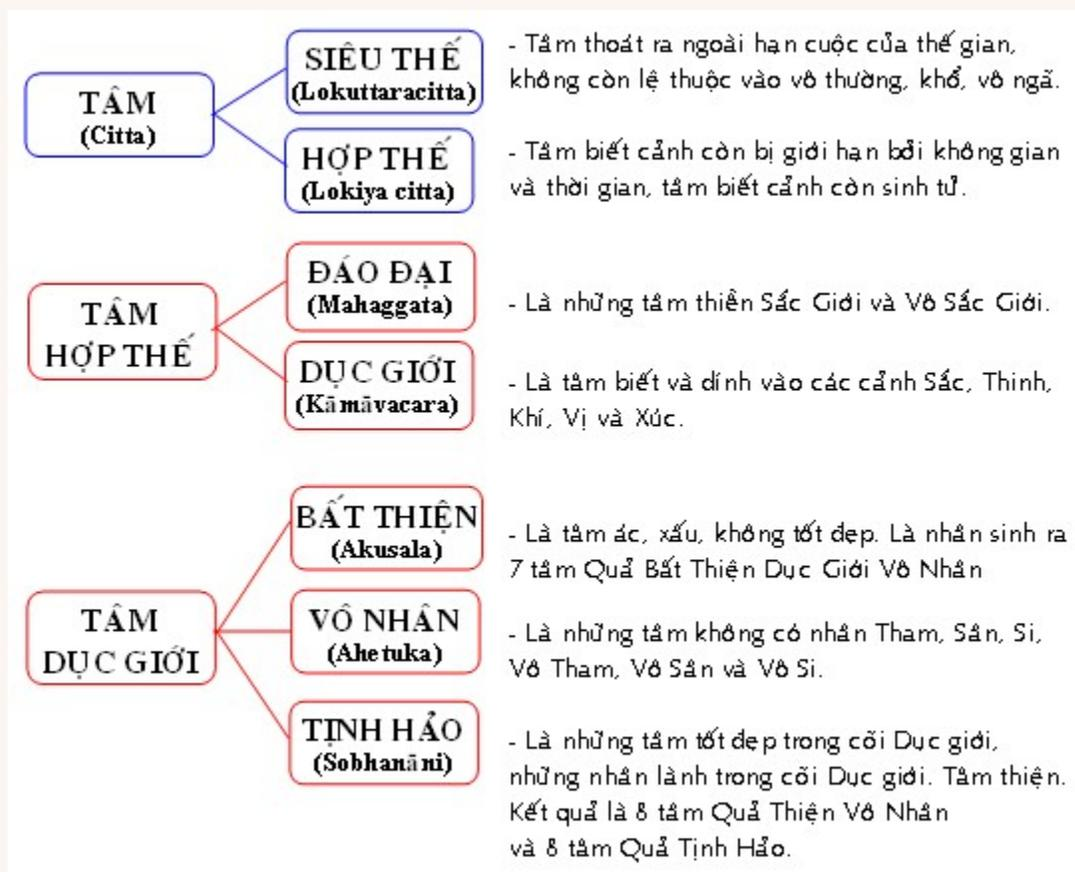 TÂM
(Citta)
SIÊU THẾ
(Lokuttaracitta)
- Tâm thoát ra ngoài hạn cuộc của thế gian,
không còn lệ thuộc vào vô thường, khổ, vô ngã.
HỢP THẾ
(Lokiya citta)
- Tâm biết cảnh còn bị giới hạn bởi không gian
và thời gian, tâm biết cảnh còn sinh tử.
TÂM
HỢP THẾ
ĐÁO ĐẠI
(Mahaggata)
- Là những tâm thiền Sắc Giới và Vô Sắc Giới.
DỤC GIỚI
(Kāmāvacara)
- Là tâm biết và dính vào các cảnh Sắc, Thinh,
Khí, Vị và Xúc.
TÂM
DỤC GIỚI
BẤT THIỆN
(Akusala)
- Là tâm ác, xấu, không tốt đẹp. Là nhân sinh ra
7 tâm Quả Bất Thiện Dục Giới Vô Nhân
VÔ NHÂN
(Ahetuka)
- Là những tâm không có nhân Tham, Sân, Si,
Vô Tham, Vô Sân và Vô Si.
TỊNH HẢO
(Sobhanāni)
- Là những tâm tốt đẹp trong cõi Dục giới,
những nhân lành trong cõi Dục giới. Tâm thiện.
Kết quả là 8 tâm Quả Thiện Vô Nhân
và 8 tâm Quả Tịnh Hảo.